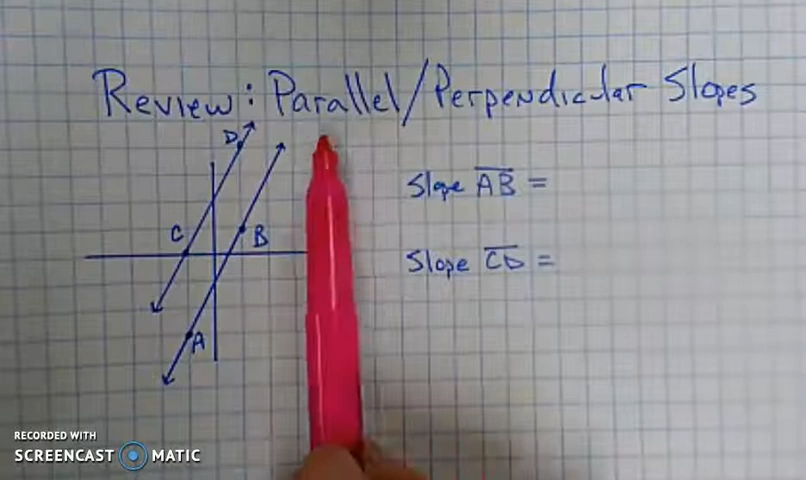 Review: Parallel/Perpendicular Slopes
D
C
B
A
Slope AB =
Slope CD =
RECORDED WITH
SCREENCAST MATIC